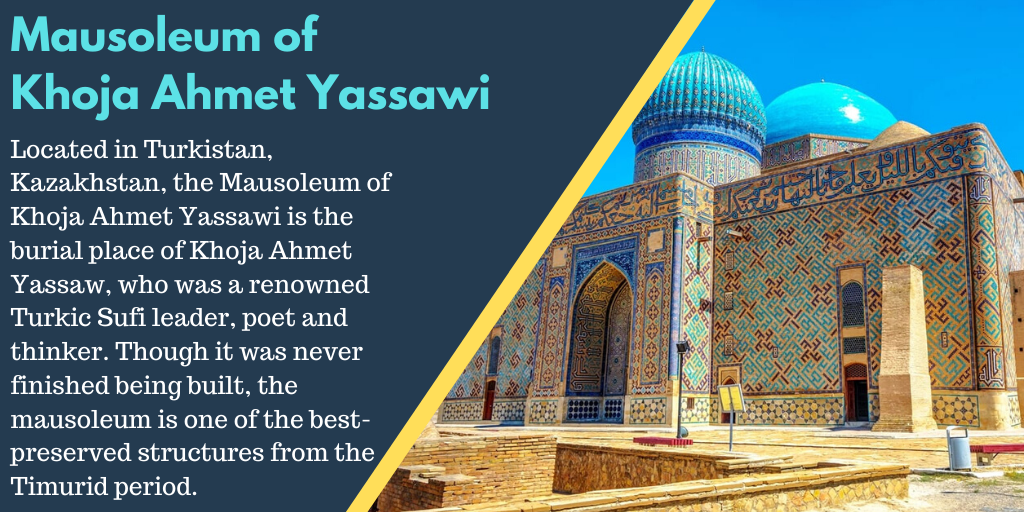 Mausoleum of
Khoja Ahmet Yassawi
Located in Turkistan,
Kazakhstan, the Mausoleum of
Khoja Ahmet Yassawi is the
burial place of Khoja Ahmet
Yassaw, who was a renowned
Turkic Sufi leader, poet and
thinker. Though it was never
finished being built, the
mausoleum is one of the best-
preserved structures from the
Timurid period.